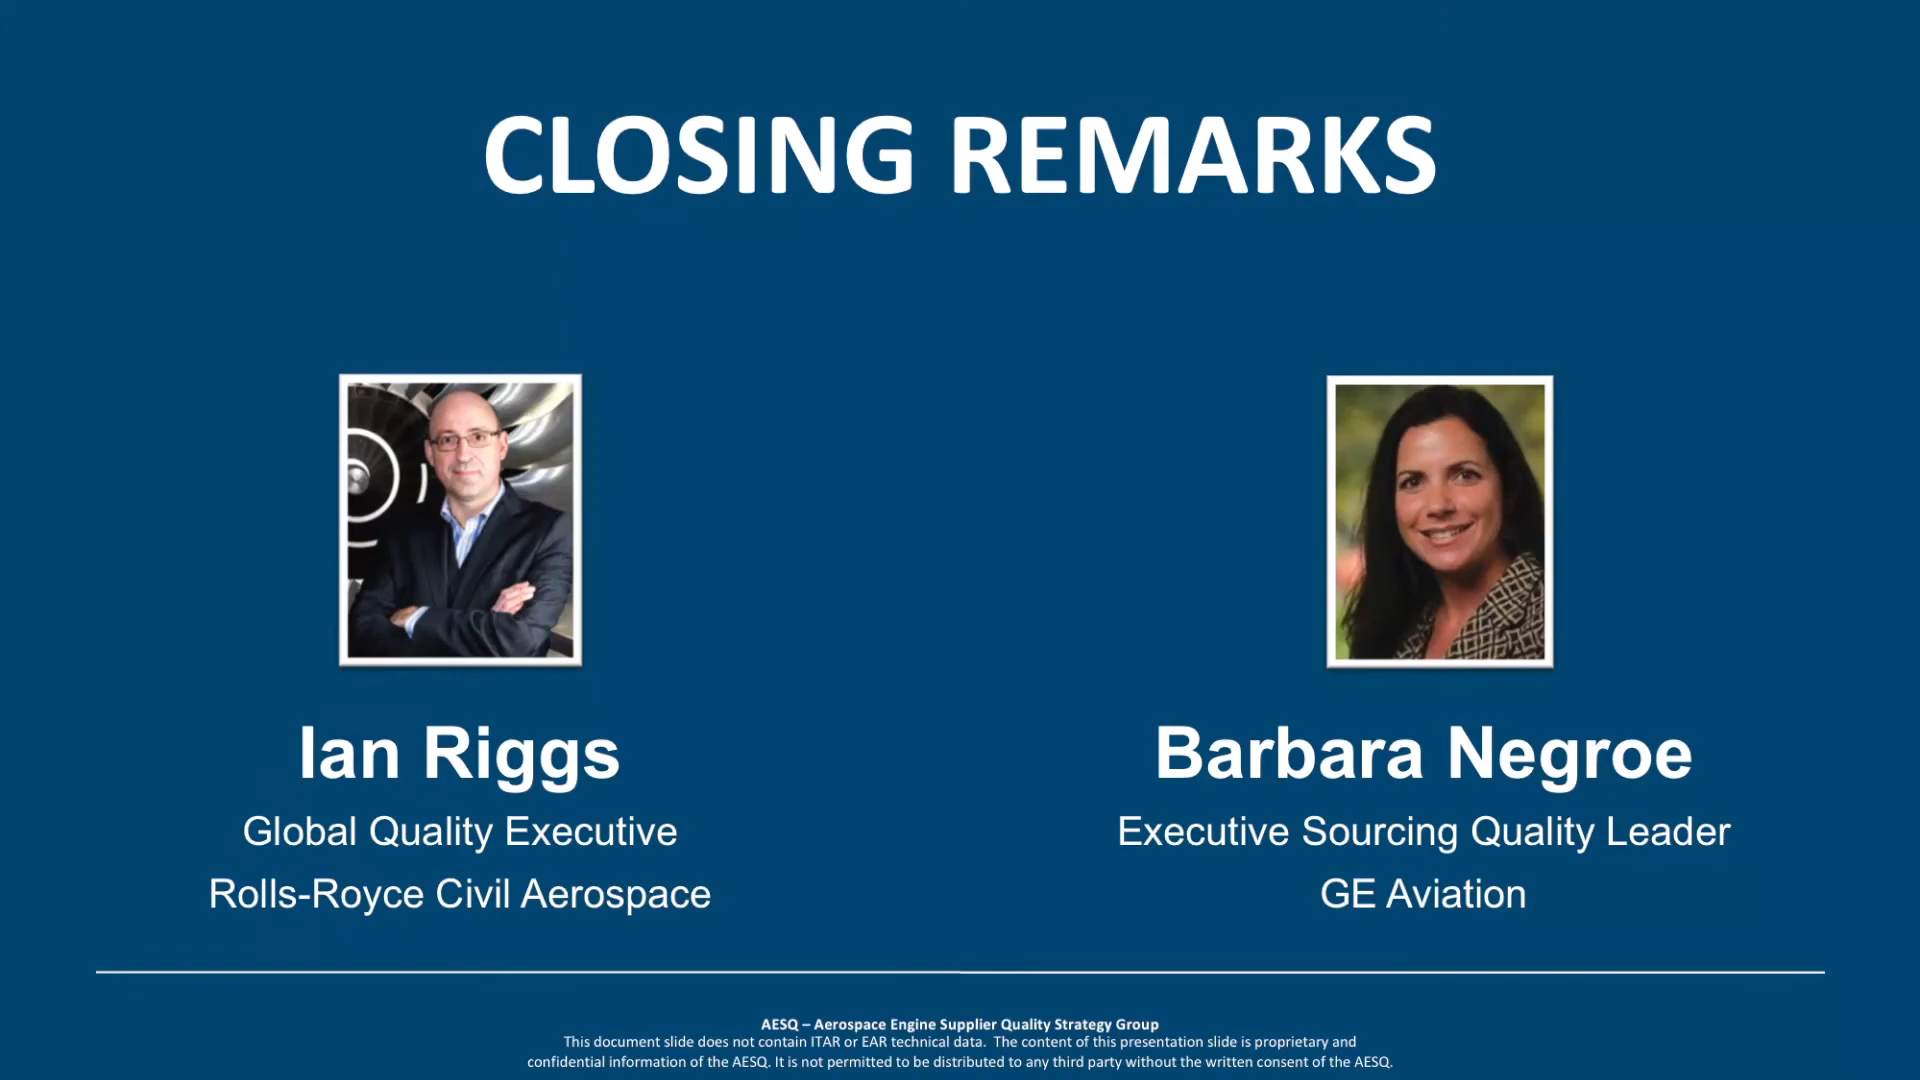 CLOSING REMARKS
Ian Riggs
Global Quality Executive
Rolls-Royce Civil Aerospace
Barbara Negroe
Executive Sourcing Quality Leader
GE Aviation
AESQ – Aerospace Engine Supplier Quality Strategy Group
This document slide does not contain ITAR or EAR technical data.  The content of this presentation slide is proprietary and
confidential information of the AESQ. It is not permitted to be distributed to any third party without the written consent of the AESQ.